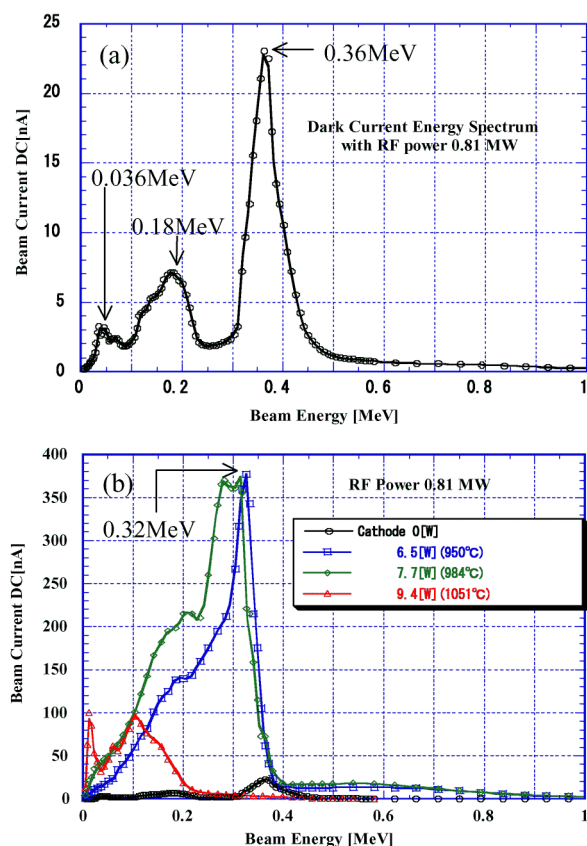 25
(a)
0.36MeV
20
Dark Current Energy Spectrum
with RF power 0.81 MW
15
0.036MeV
10
0.18MeV
5
0
Beam Current DC[nA]
0 0.2 0.4 0.6 0.8 1
Beam Energy [MeV]
400
(b)
RF Power 0.81 MW
350
0.32MeV
Cathode 0[W]
300
6.5[W](950℃)
7.7[W](984℃)
250
9.4[W](1051℃)
200
150
100
50
0
Beam Current DC[nA]
0 0.2 0.4 0.6 0.8 1
Beam Energy [MeV]